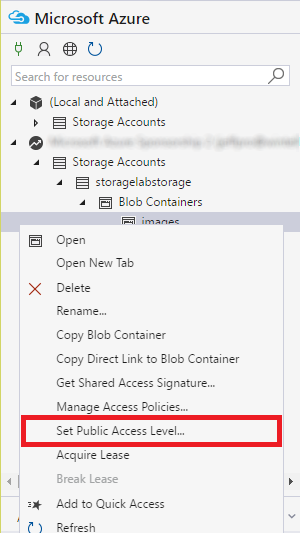 Microsoft Azure
Search for resources
(Local and Attached)
Storage Accounts
Storage Accounts
storagelabstorage
Blob Containers
images
Open
Open New Tab
Delete
Rename...
Copy Blob Container
Copy Direct Link to Blob Container
Get Shared Access Signature...
Manage Access Policies...
Set Public Access Level...
Acquire Lease
Break Lease
Add to Quick Access
Refresh